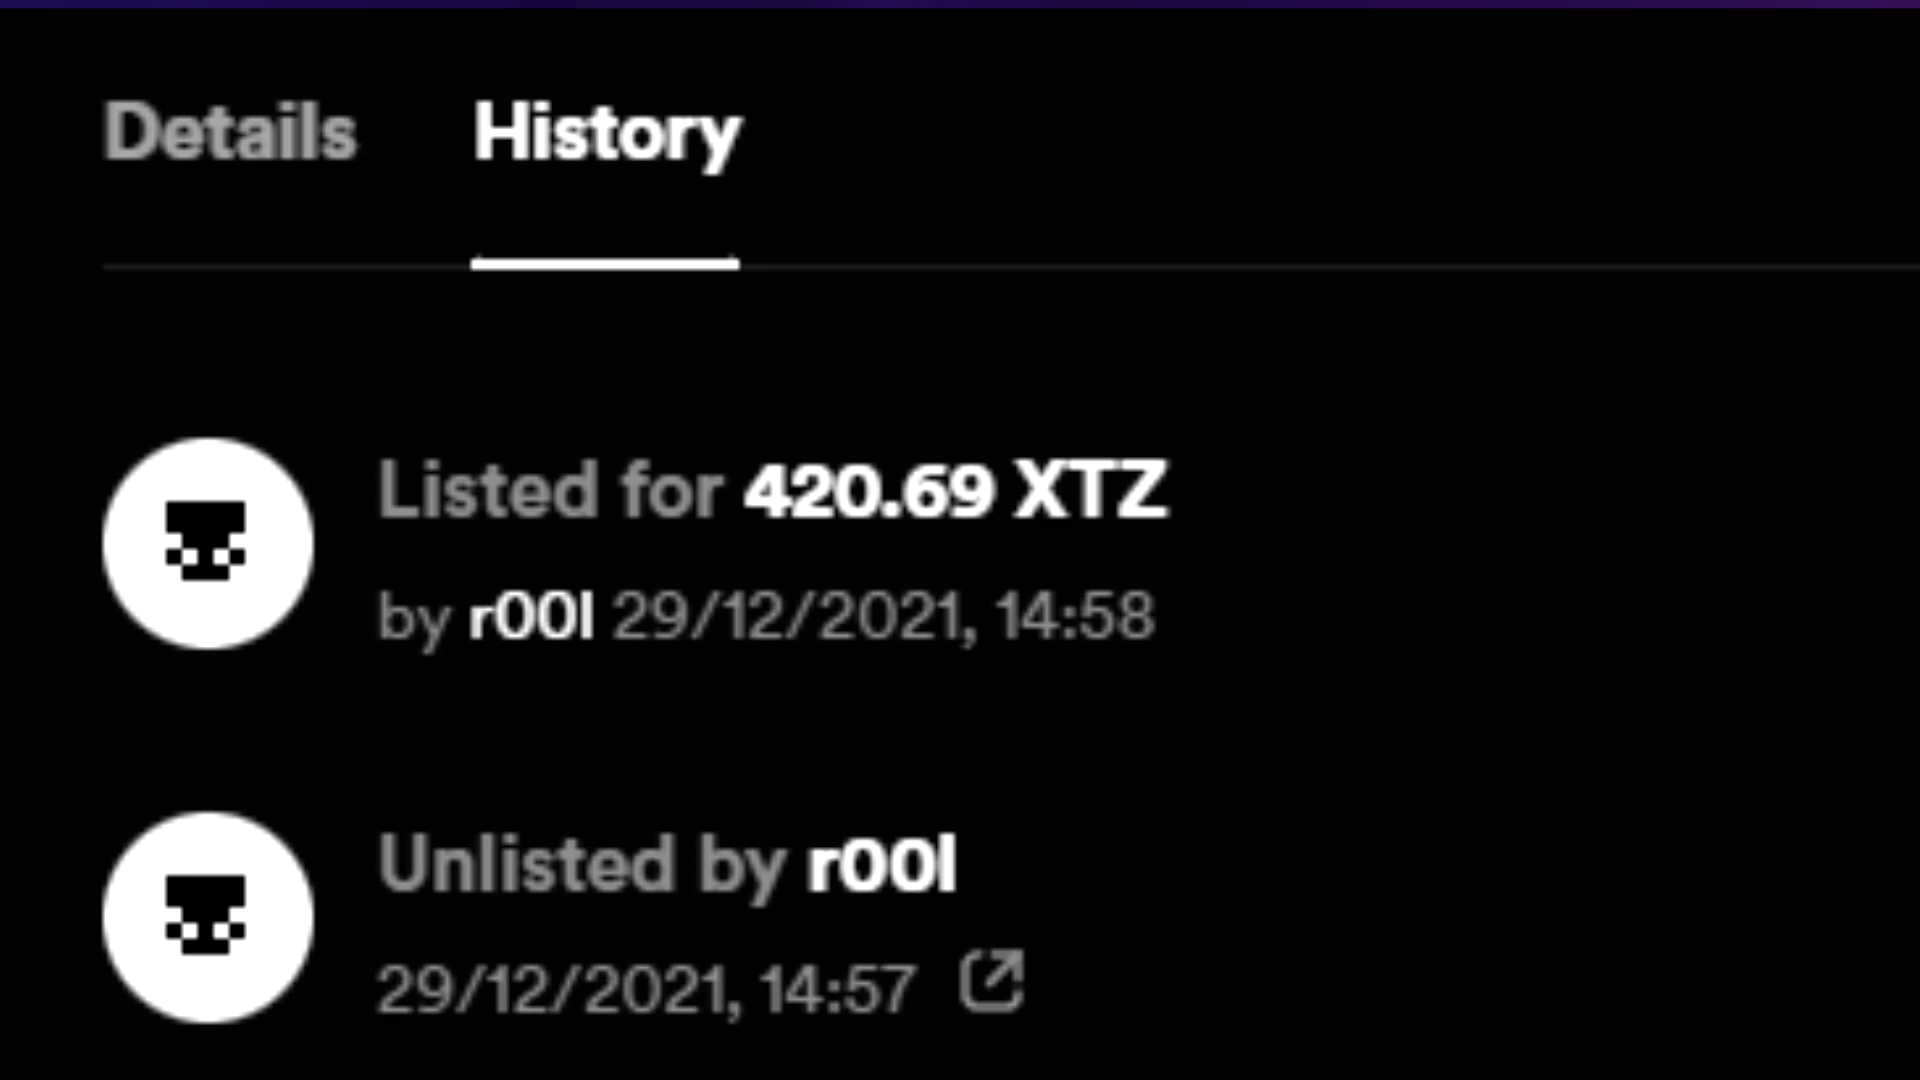 Details History
Listed for 420.69 XTZ
by r00l 29/12/2021, 14:58
Unlisted by r00l
29/12/2021, 14:57